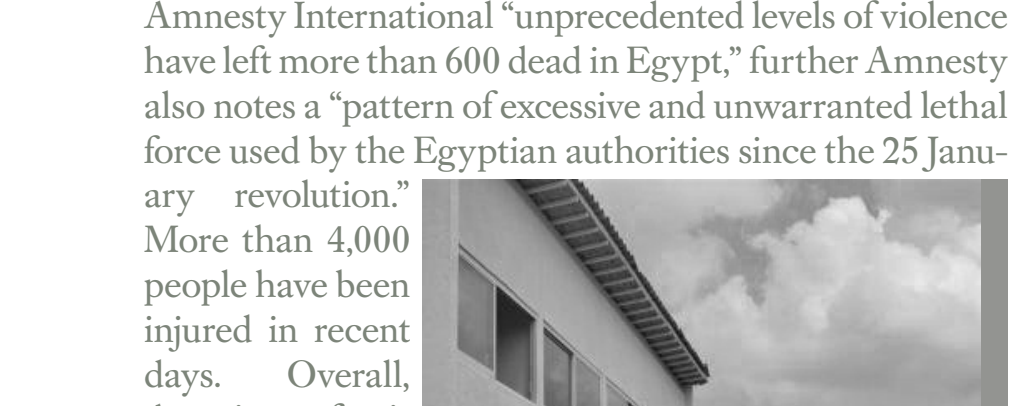 Amnesty International “unprecedented levels of violence
have left more than 600 dead in Egypt,” further Amnesty
also notes a “pattern of excessive and unwarranted lethal
force used by the Egyptian authorities since the 25 Janu-
ary revolution.”
More than 4,000
people have been
injured in recent
days. Overall,